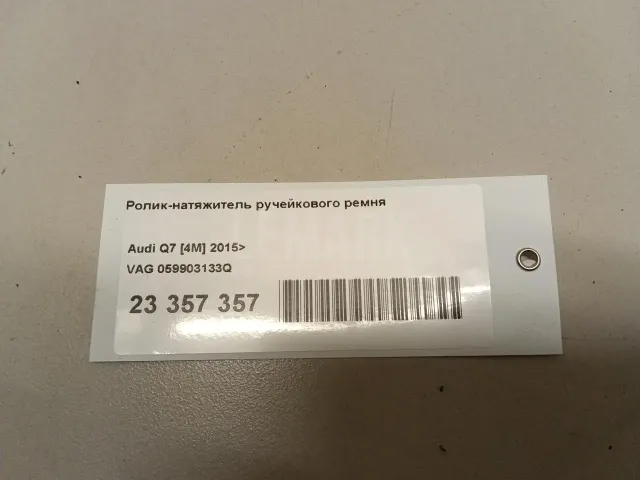 Ролик-натяжитель ручейкового ремня
Audi Q7 [4M] 2015>
VAG 059903133Q
23 357 357